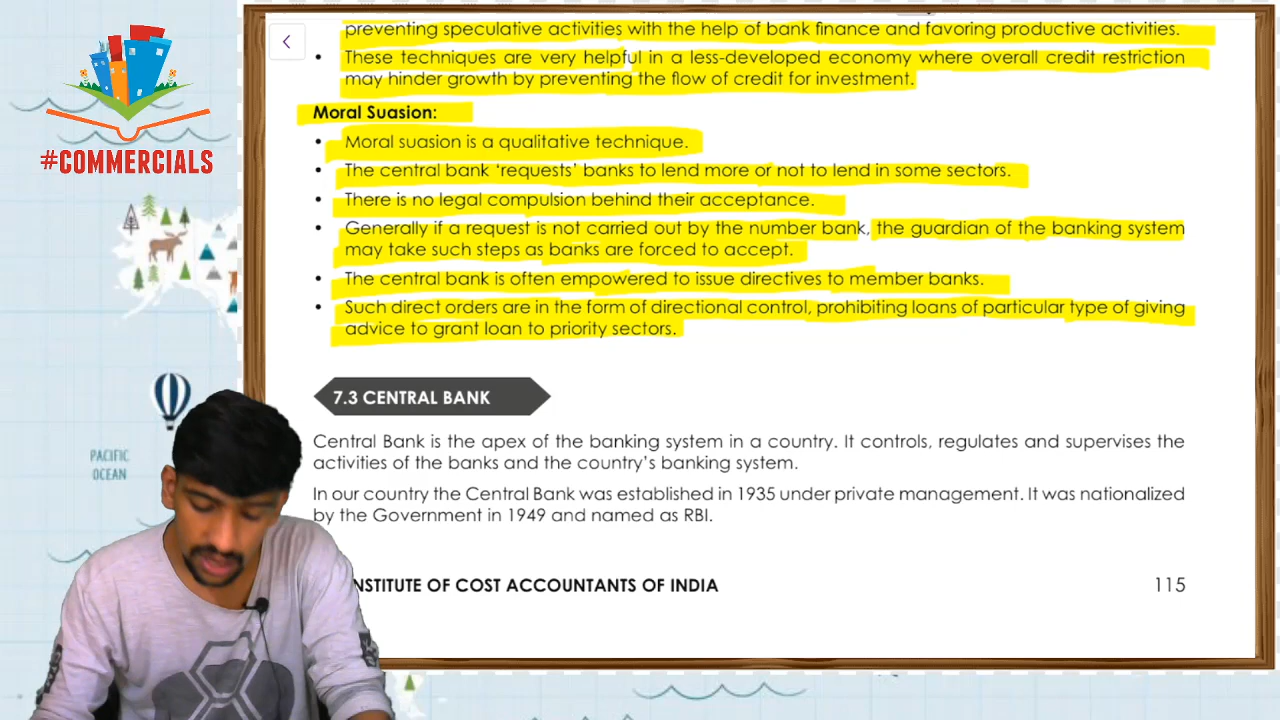 preventing speculative activities with the help of bank finance and favoring productive activities.
• These techniques are very helpful in a less-developed economy where overall credit restriction
may hinder growth by preventing the flow of credit for investment.
Moral Suasion:
• Moral suasion is a qualitative technique.
• The central bank ‘requests’ banks to lend more or not to lend in some sectors.
• There is no legal compulsion behind their acceptance.
• Generally if a request is not carried out by the number bank, the guardian of the banking system
may take such steps as banks are forced to accept.
• The central bank is often empowered to issue directives to member banks.
• Such direct orders are in the form of directional control, prohibiting loans of particular type of giving
advice to grant loan to priority sectors.
7.3 CENTRAL BANK
Central Bank is the apex of the banking system in a country. It controls, regulates and supervises the
activities of the banks and the country’s banking system.
In our country the Central Bank was established in 1935 under private management. It was nationalized
by the Government in 1949 and named as RBI.
NSTITUTE OF COST ACCOUNTANTS OF INDIA 115
#COMMERCIALS
PACIFIC
OCEAN